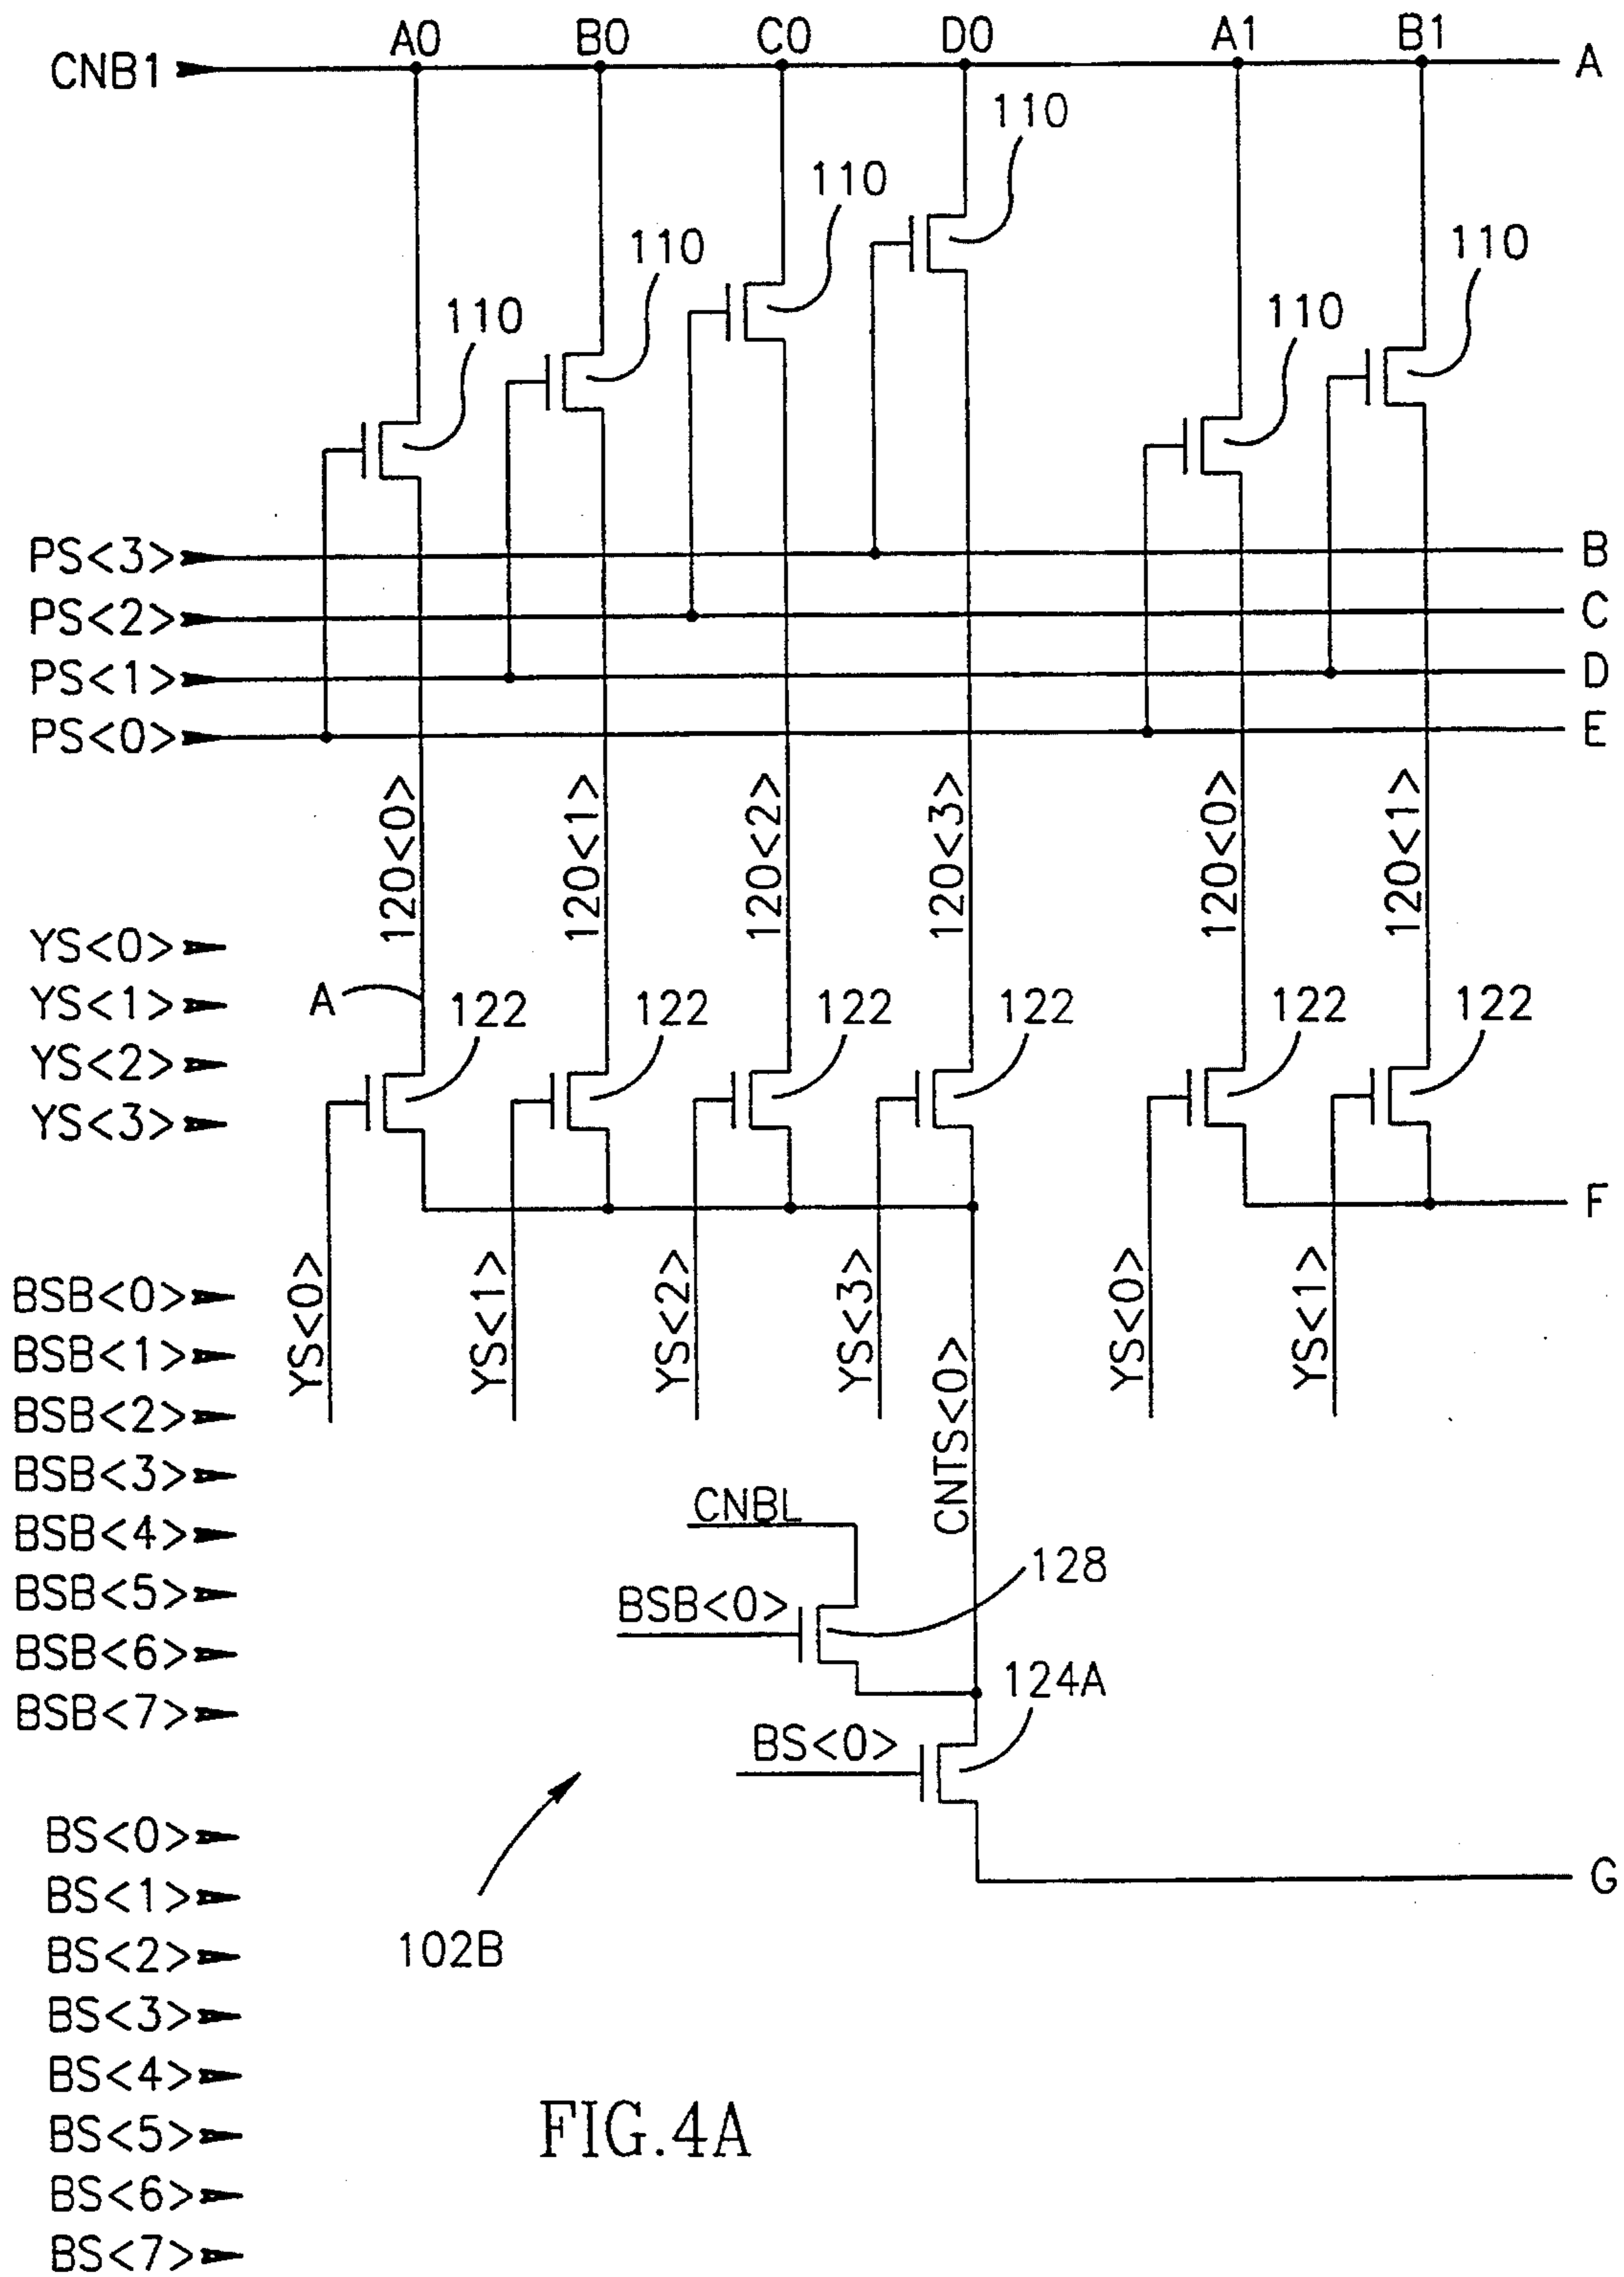 A0 B0 C0 D0 A1 B1
CNB1 A
110
110
110 110
110 110
PS<3> B
PS<2> C
PS<1> D
PS<0> E
120<0> 120<1> 120<2> 120<3> 120<0> 120<1>
YS<0>
YS<1>
YS<2>
YS<3>
A 122 122 122 122 122 122
F
YS<0> YS<1> YS<2> YS<3> YS<0> YS<1>
CNTS<0>
BSB<0>
BSB<1>
BSB<2>
BSB<3>
BSB<4>
BSB<5>
BSB<6>
BSB<7>
CNBL
128
BSB<0>
124A
BS<0>
G
102B
BS<0>
BS<1>
BS<2>
BS<3>
BS<4>
BS<5>
BS<6>
BS<7>
FIG.4A